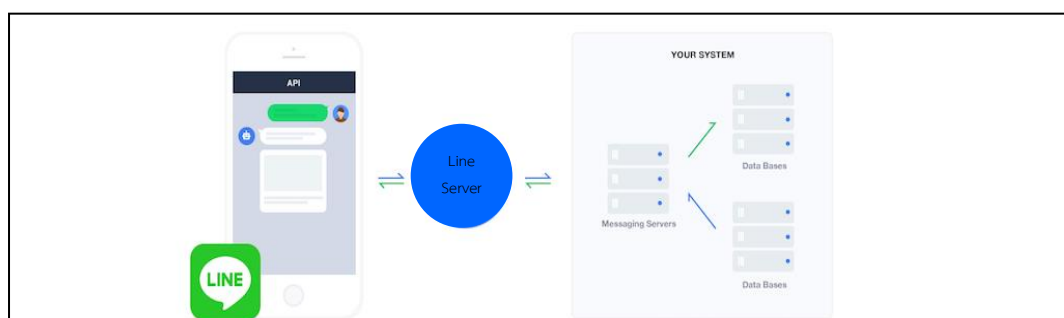 API
LINE
Line
Server
YOUR SYSTEM
Messaging Servers
Data Bases
Data Bases